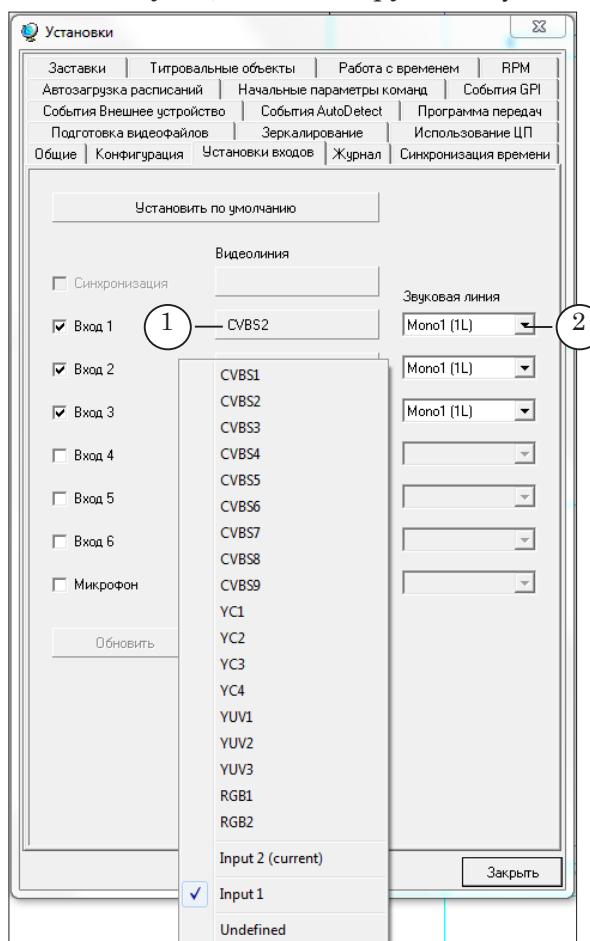 Установки
Заставки Титровальные объекты Работа с временем RPM
Автозагрузка расписаний Начальные параметры команд События GPI
События Внешнее устройство События AutoDetect Программа передач
Подготовка видеофайлов Зеркалирование Использование ЦП
Общие Конфигурация Установки входов Журнал Синхронизация времени
Установить по умолчанию
Видеолиния
Синхронизация
Звуковая линия
Вход 1 1 CVBS2 Mono1 (1L) 2
Вход 2 Mono1 (1L)
CVBS1
CVBS2
Вход 3 Mono1 (1L)
CVBS3
Вход 4 CVBS4
CVBS5
Вход 5 CVBS6
CVBS7
Вход 6
CVBS8
Микрофон CVBS9
YC1
Обновить YC2
YC3
YC4
YUV1
YUV2
YUV3
RGB1
RGB2
Input 2 (current)
Закрыть
Input 1
Undefined